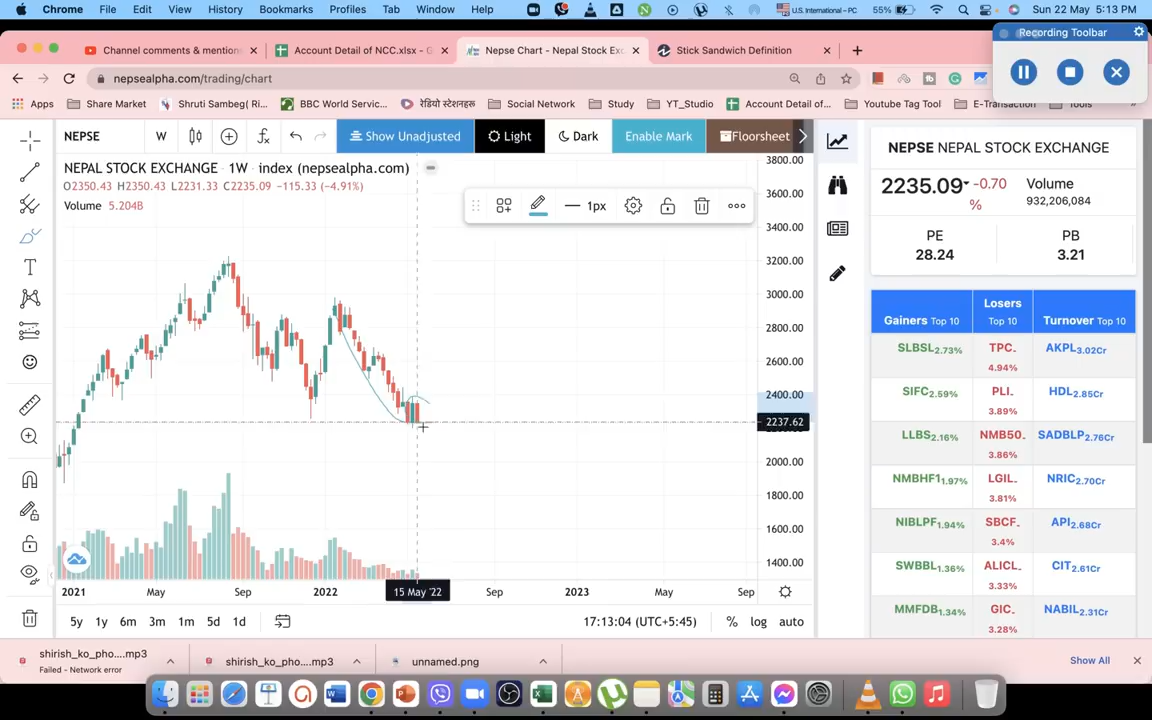 Chrome File Edit View History Bookmarks Profiles Tab Window Help U.S. International – PC 55% Sun 22 May 5:13 PM
Channel comments & mention
Account Detail of NCC.xlsx - G
Nepse Chart - Nepal Stock Exc
Stick Sandwich Definition
Recording Toolbar
nepsealpha.com/trading/chart
Apps Share Market Shruti Sambeg( Ri... BBC World Servic... रेडियो स्टेशनहरू Social Network Study YT_Studio Account Detail of... Youtube Tag Tool E-Transaction Tools
NEPSE W Show Unadjusted Light Dark Enable Mark Floorsheet
NEPAL STOCK EXCHANGE · 1W · index (nepsealpha.com)
O2350.43 H2350.43 L2231.33 C2235.09 −115.33 (−4.91%)
Volume 5.204B
1px
3800.00
3600.00
3400.00
3200.00
3000.00
2800.00
2600.00
2400.00
2237.62
2000.00
1800.00
1600.00
1400.00
2021 May Sep 2022 15 May '22 Sep 2023 May Sep
5y 1y 6m 3m 1m 5d 1d 17:13:04 (UTC+5:45) % log auto
NEPSE NEPAL STOCK EXCHANGE
2235.09 -0.70 %
Volume
932,206,084
PE
28.24
PB
3.21
Gainers Top 10 Losers Top 10 Turnover Top 10
SLBSL 2.73% TPC 4.94% AKPL 3.02Cr
SIFC 2.59% PLI 3.89% HDL 2.85Cr
LLBS 2.16% NMB50 3.86% SADBLP 2.76Cr
NMBHF1 1.97% LGIL 3.81% NRIC 2.70Cr
NIBLPF 1.94% SBCF 3.4% API 2.68Cr
SWBBL 1.36% ALICL 3.33% CIT 2.61Cr
MMFDB 1.34% GIC 3.28% NABIL 2.31Cr
shirish_ko_pho....mp3
Failed - Network error
shirish_ko_pho....mp3
unnamed.png
Show All